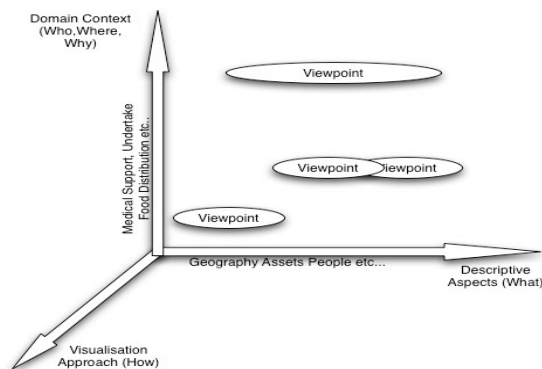 Domain Context
(Who,Where,
Why)
Viewpoint
Medical Support, Undertake
Food Distribution etc..
Viewpoint
Viewpoint
Viewpoint
Geography Assets People etc...
Descriptive
Aspects (What)
Visualisation
Approach (How)